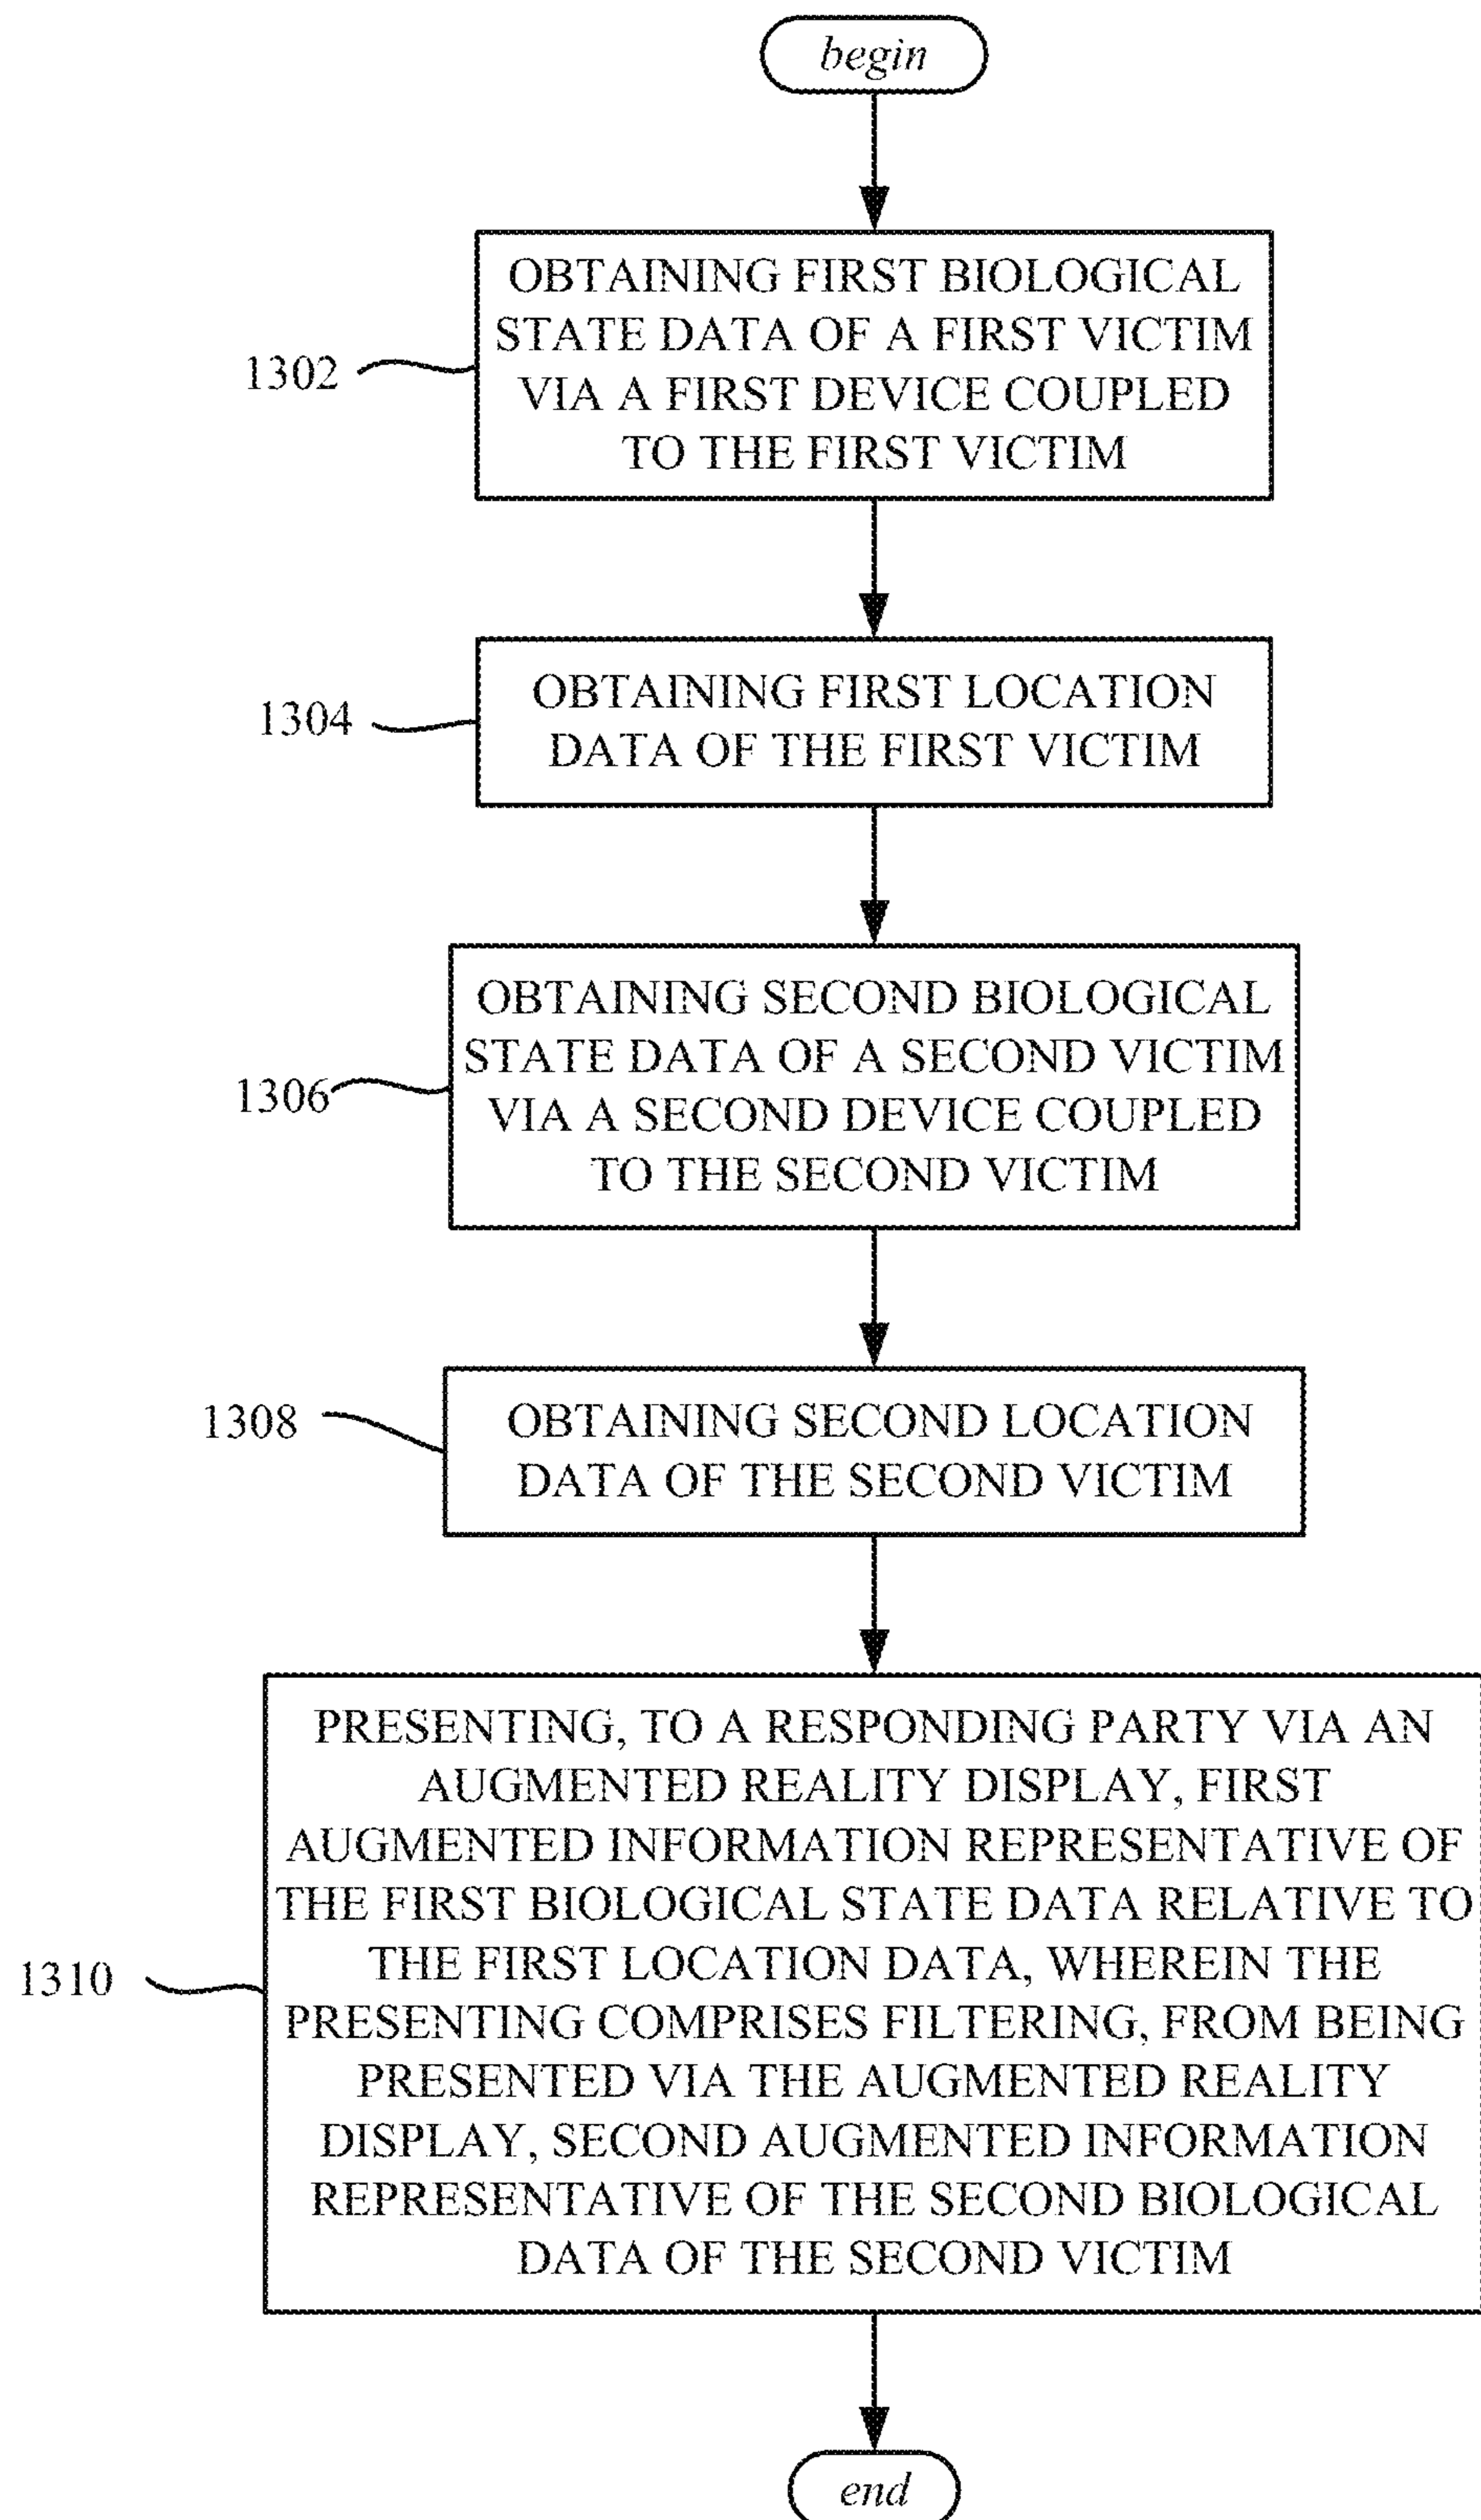 begin
OBTAINING FIRST BIOLOGICAL
STATE DATA OF A FIRST VICTIM
VIA A FIRST DEVICE COUPLED
TO THE FIRST VICTIM
1302
OBTAINING FIRST LOCATION
DATA OF THE FIRST VICTIM
1304
OBTAINING SECOND BIOLOGICAL
STATE DATA OF A SECOND VICTIM
VIA A SECOND DEVICE COUPLED
TO THE SECOND VICTIM
1306
OBTAINING SECOND LOCATION
DATA OF THE SECOND VICTIM
1308
PRESENTING, TO A RESPONDING PARTY VIA AN
AUGMENTED REALITY DISPLAY, FIRST
AUGMENTED INFORMATION REPRESENTATIVE OF
THE FIRST BIOLOGICAL STATE DATA RELATIVE TO
THE FIRST LOCATION DATA, WHEREIN THE
PRESENTING COMPRISES FILTERING, FROM BEING
PRESENTED VIA THE AUGMENTED REALITY
DISPLAY, SECOND AUGMENTED INFORMATION
REPRESENTATIVE OF THE SECOND BIOLOGICAL
DATA OF THE SECOND VICTIM
1310
end